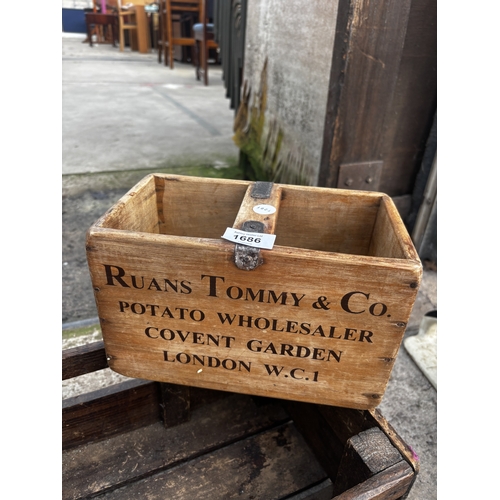 1686
RUANS TOMMY & CO.
POTATO WHOLESALER
COVENT GARDEN
LONDON W.C.1